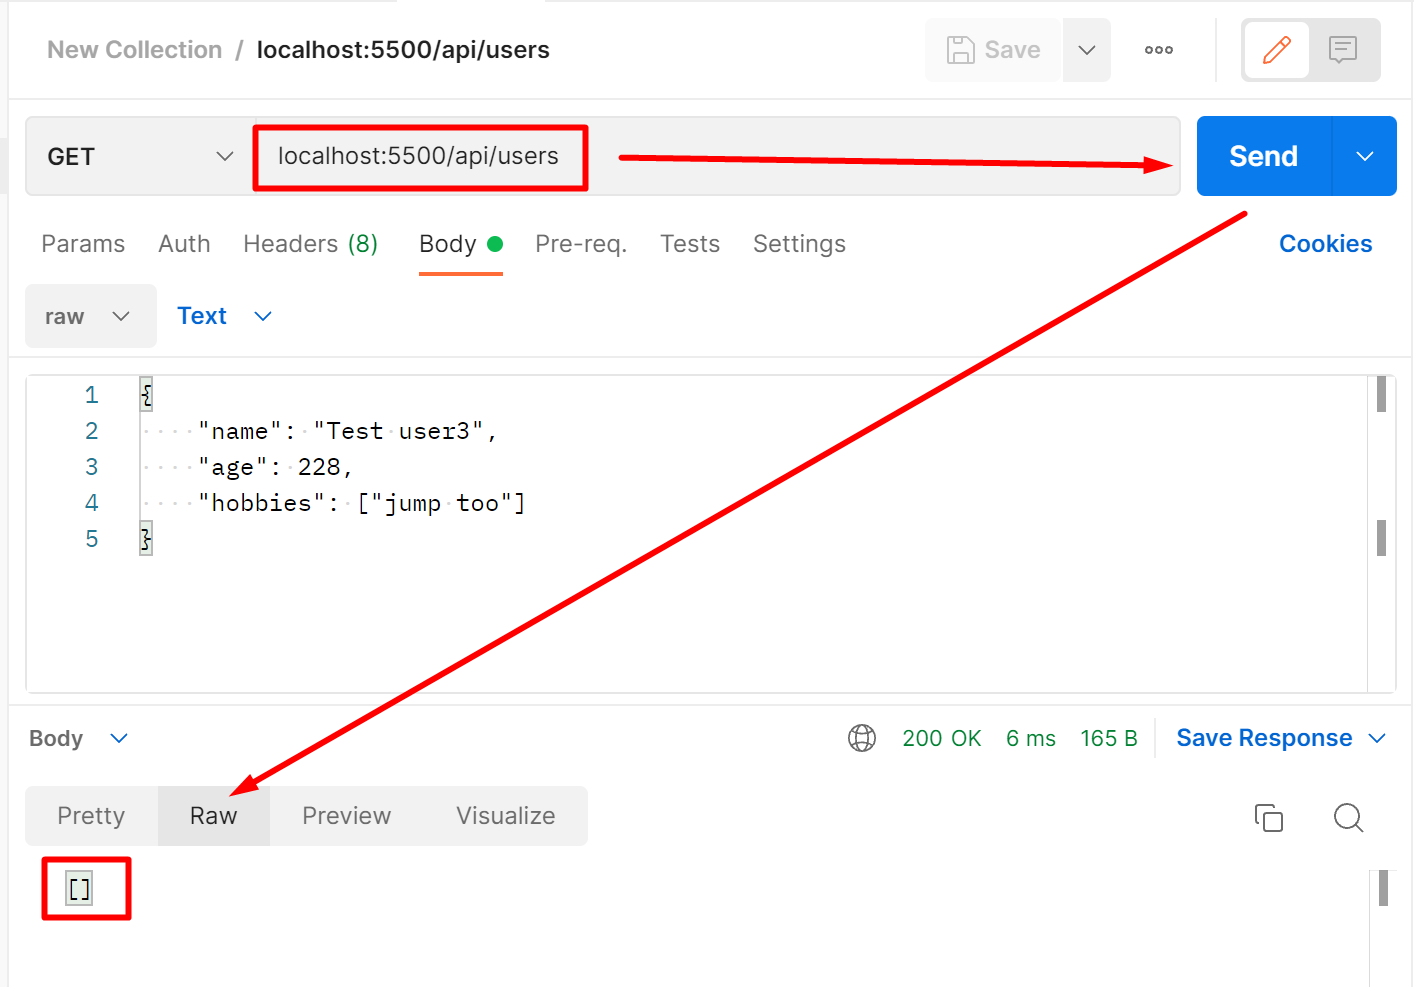 New Collection / localhost:5500/api/users
Save
GET localhost:5500/api/users Send
Params Auth Headers (8) Body Pre-req. Tests Settings Cookies
raw Text
1 {
2 "name": "Test user3",
3 "age": 228,
4 "hobbies": ["jump too"]
5 }
Body 200 OK 6 ms 165 B Save Response
Pretty Raw Preview Visualize
[]